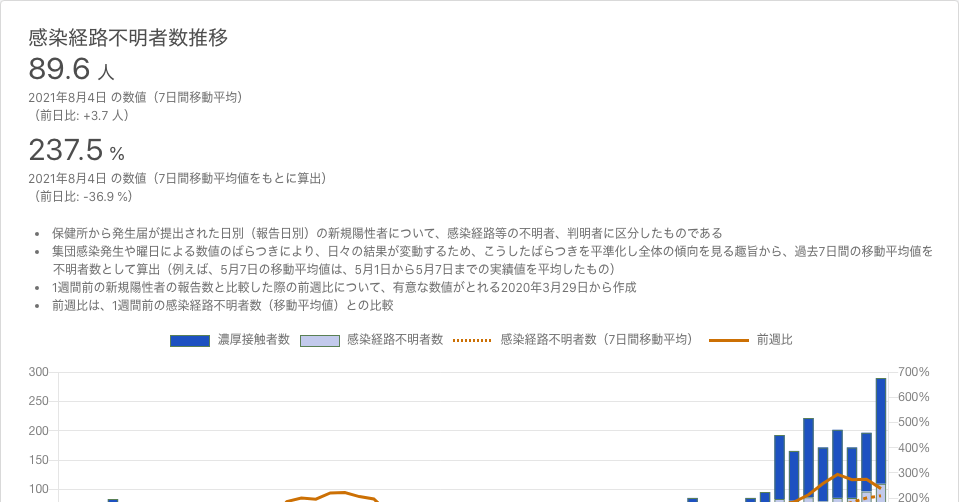 感染経路不明者数推移
89.6 人
2021年8月4日 の数値（7日間移動平均）
（前日比: +3.7 人）
237.5 %
2021年8月4日 の数値（7日間移動平均値をもとに算出）
（前日比: -36.9 %）
• 保健所から発生届が提出された日別（報告日別）の新規陽性者について、感染経路等の不明者、判明者に区分したものである
• 集団感染発生や曜日による数値のばらつきにより、日々の結果が変動するため、こうしたばらつきを平準化し全体の傾向を見る趣旨から、過去7日間の移動平均値を
不明者数として算出（例えば、5月7日の移動平均値は、5月1日から5月7日までの実績値を平均したもの）
• 1週間前の新規陽性者の報告数と比較した際の前週比について、有意な数値がとれる2020年3月29日から作成
• 前週比は、1週間前の感染経路不明者数（移動平均値）との比較
濃厚接触者数 感染経路不明者数 感染経路不明者数（7日間移動平均） 前週比
300 700%
600%
250
500%
200
400%
150
300%
100
200%